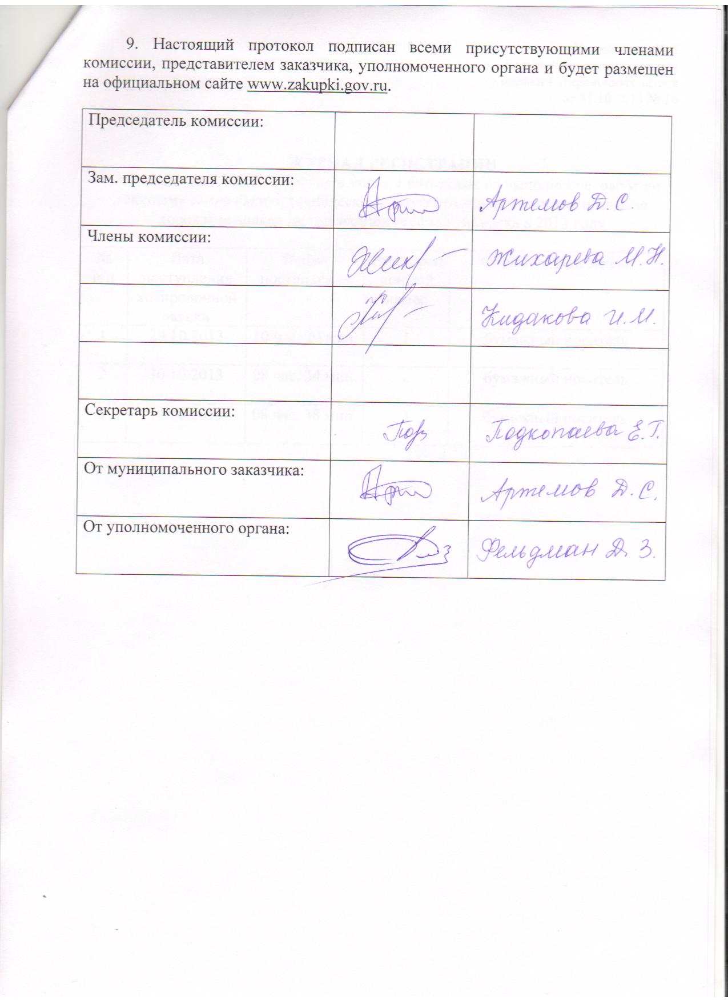 9. Настоящий протокол подписан всеми присутствующими членами
комиссии, представителем заказчика, уполномоченного органа и будет размещен
на официальном сайте www.zakupki.gov.ru.
Председатель комиссии:
Зам. председателя комиссии: Артемов Д. С.
Члены комиссии: Жихарева М.Н.
Кидакова И.М.
Секретарь комиссии: Подкопаева Е.Г.
От муниципального заказчика: Артемов Д. С.
От уполномоченного органа: Фельдман Д. З.